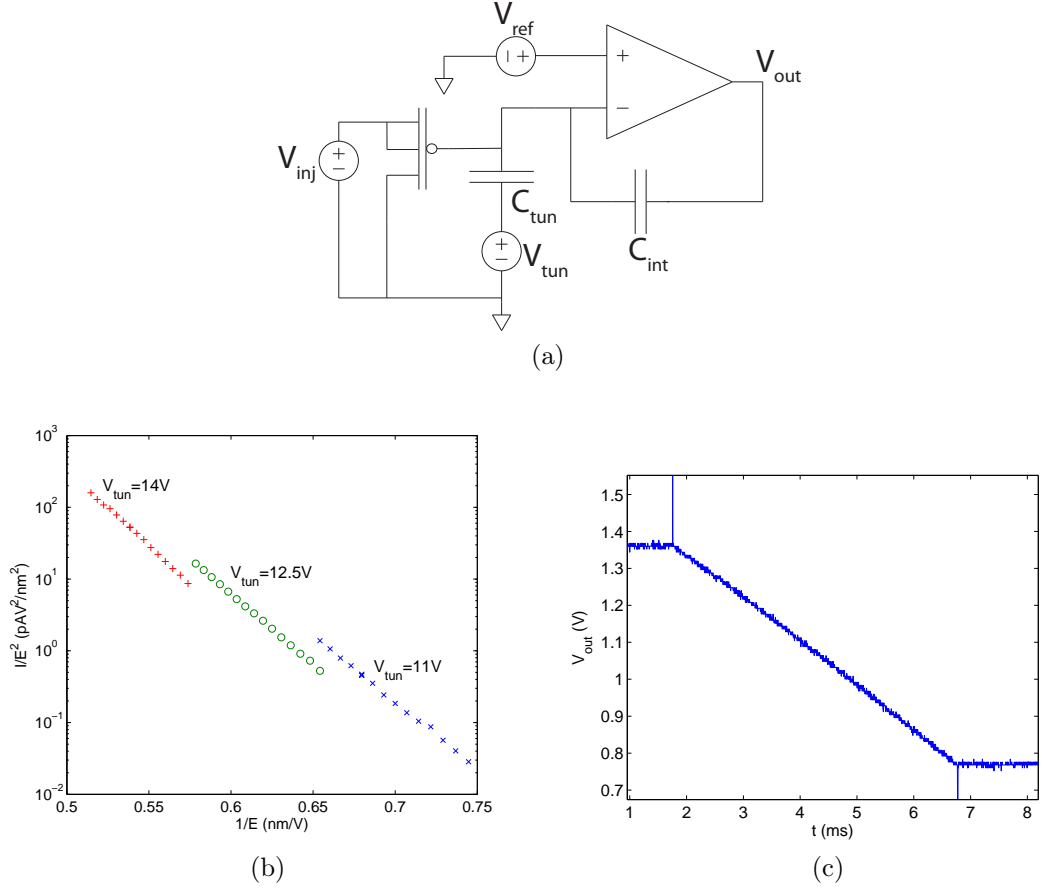 V_ref
+
V_out
V_inj
C_tun
V_tun
C_int
(a)
10^3
10^2
10^1
10^0
10^-1
10^-2
I/E^2 (pAV^2/nm^2)
V_tun=14V
V_tun=12.5V
V_tun=11V
0.5 0.55 0.6 0.65 0.7 0.75
1/E (nm/V)
(b)
1.5
1.4
1.3
1.2
1.1
1
0.9
0.8
0.7
V_out (V)
1 2 3 4 5 6 7 8
t (ms)
(c)